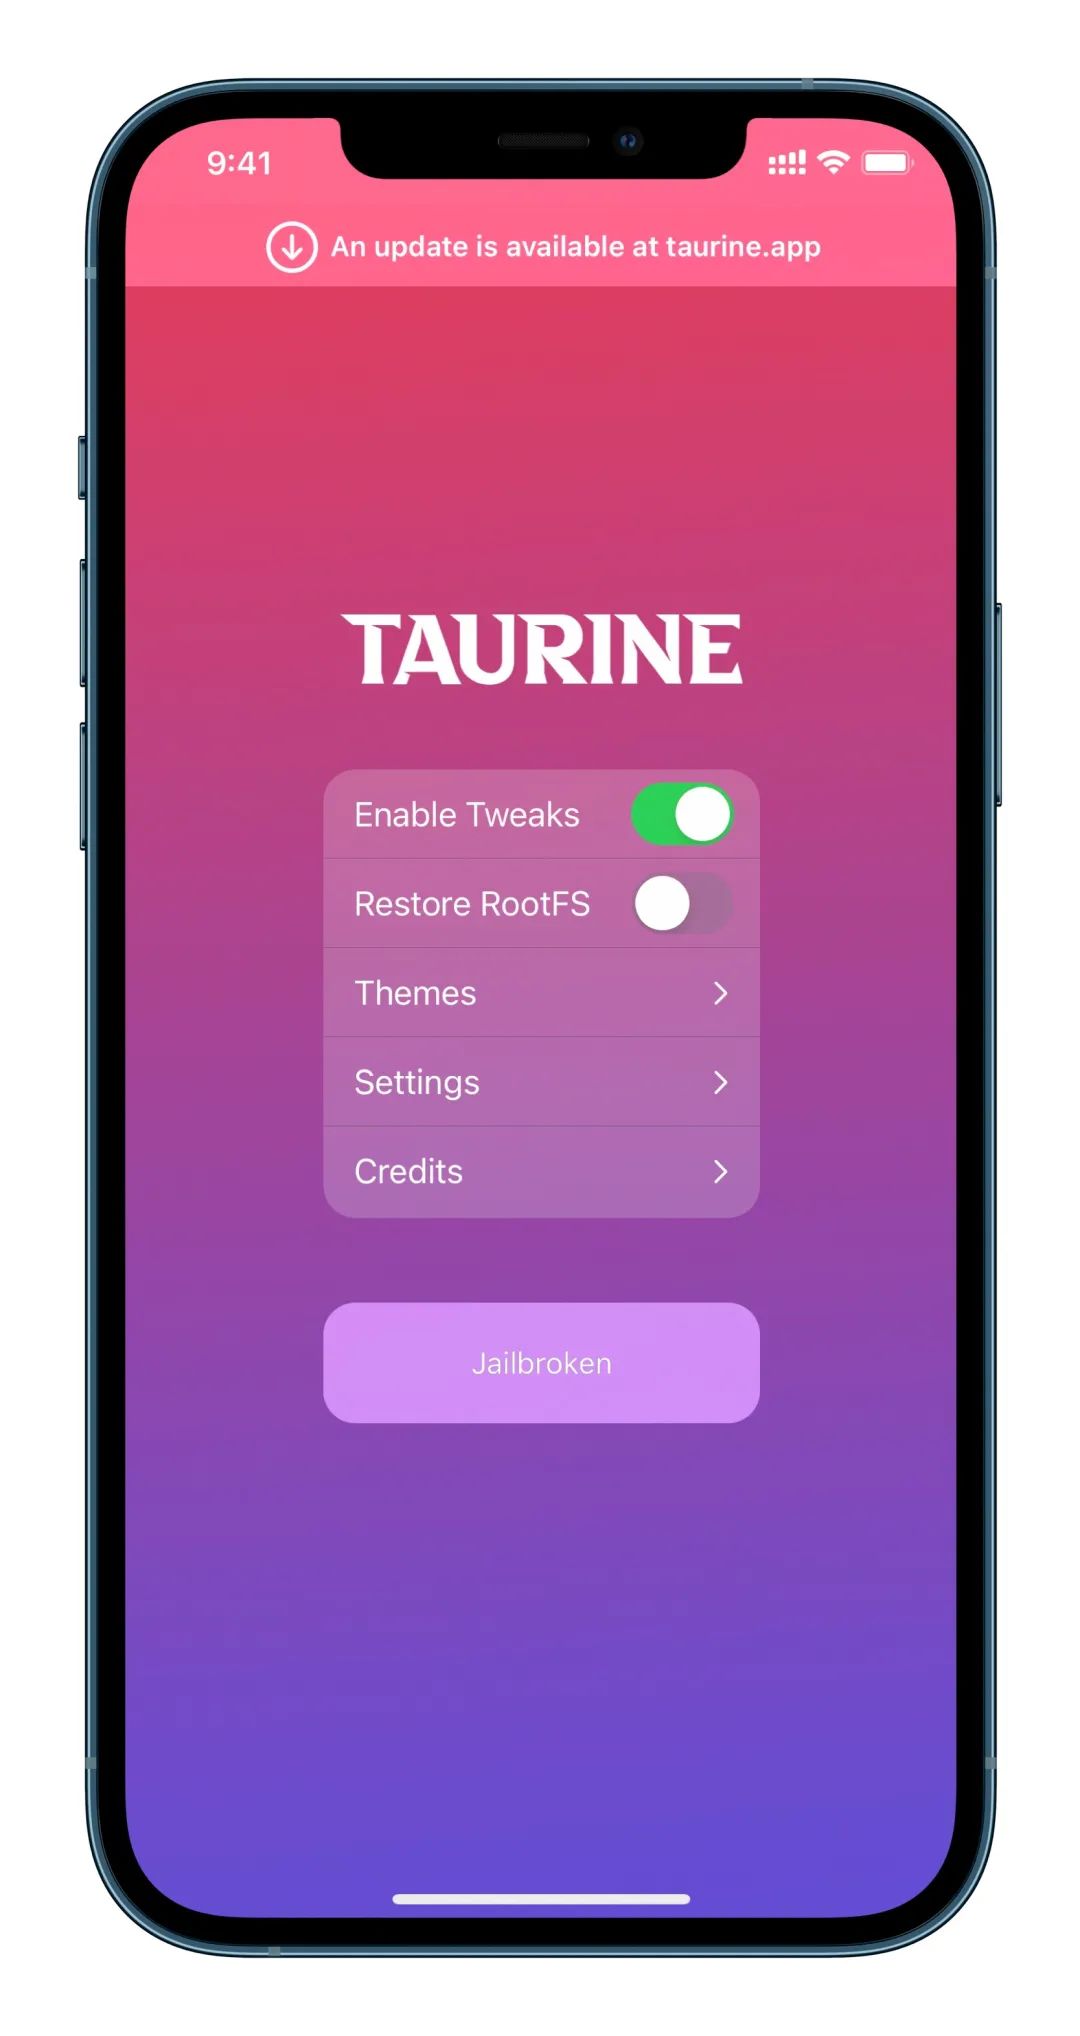 9:41
An update is available at taurine.app
TAURINE
Enable Tweaks
Restore RootFS
Themes
Settings
Credits
Jailbroken